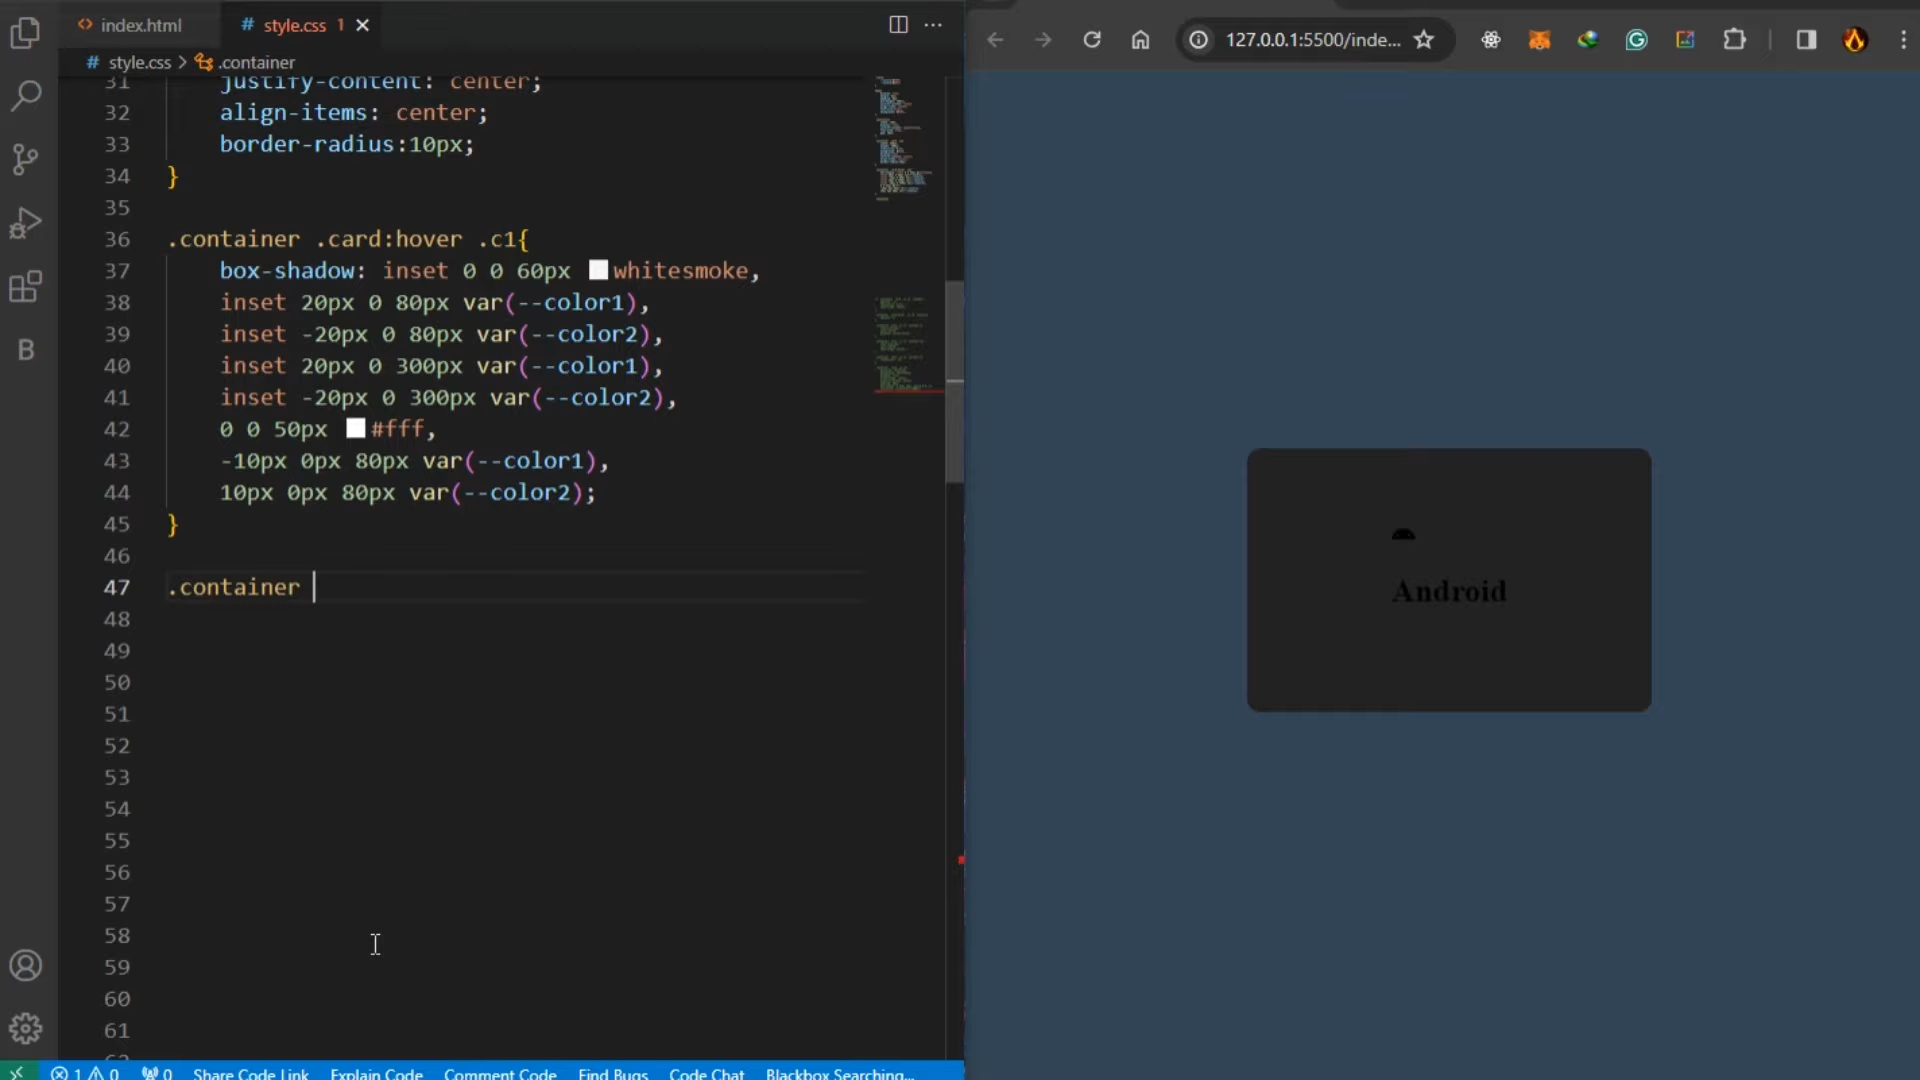 index.html
# style.css 1
# style.css > .container
127.0.0.1:5500/inde...
31 justify-content: center;
32 align-items: center;
33 border-radius:10px;
34 }
35
36 .container .card:hover .c1{
37 box-shadow: inset 0 0 60px whitesmoke,
38 inset 20px 0 80px var(--color1),
39 inset -20px 0 80px var(--color2),
40 inset 20px 0 300px var(--color1),
41 inset -20px 0 300px var(--color2),
42 0 0 50px #fff,
43 -10px 0px 80px var(--color1),
44 10px 0px 80px var(--color2);
45 }
46
47 .container
48
49
50
51
52
53
54
55
56
57
58
59
60
61
B
Android
1 0 0 Share Code Link Explain Code Comment Code Find Bugs Code Chat Blackbox Searching...